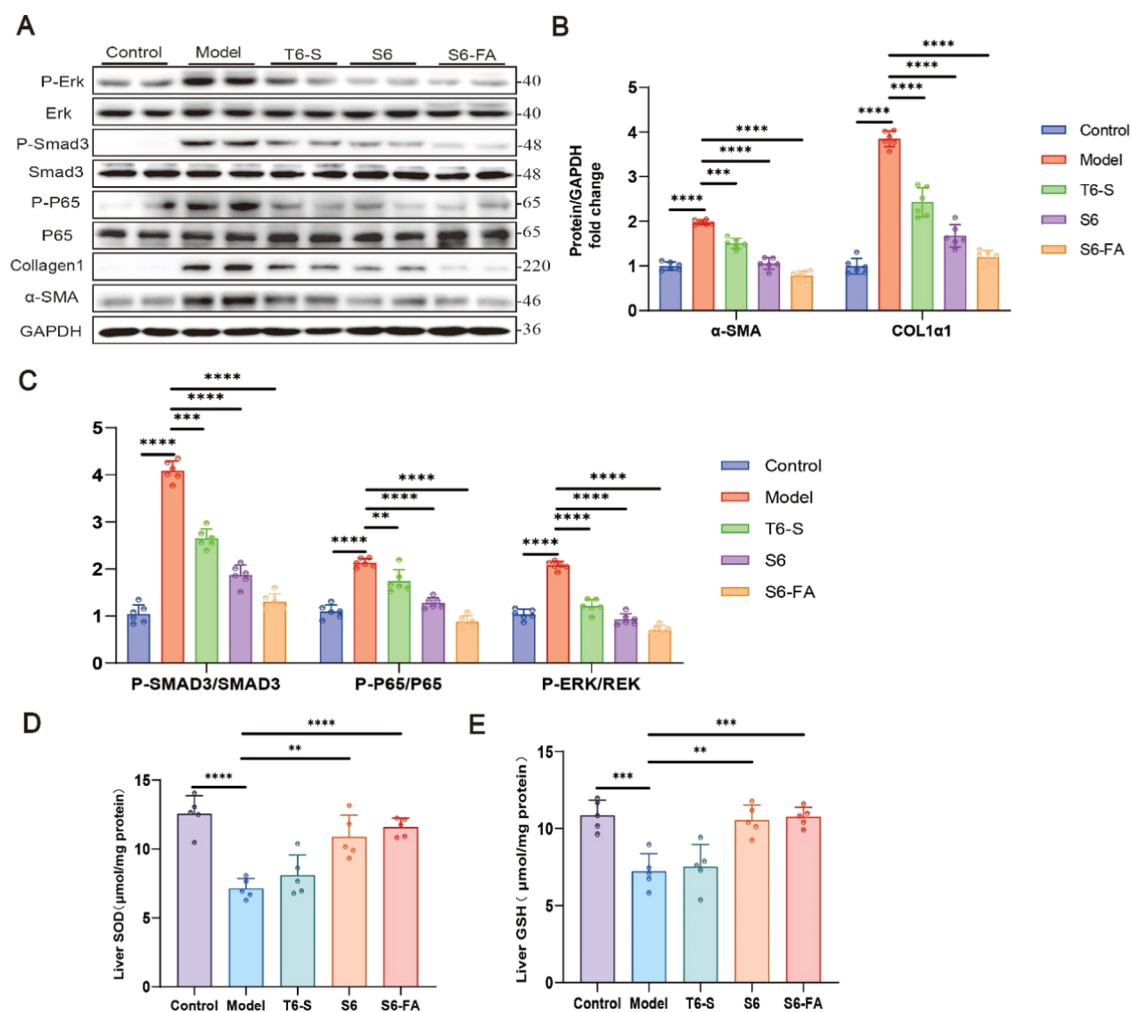 A
Control Model T6-S S6 S6-FA
P-Erk -40
Erk -40
P-Smad3 -48
Smad3 -48
P-P65 -65
P65 -65
Collagen1 -220
α-SMA -46
GAPDH -36
B
Protein/GAPDH
fold change
5
4
3
2
1
0
**** *** **** ****
**** **** **** ****
α-SMA COL1α1
Control
Model
T6-S
S6
S6-FA
C
5
4
3
2
1
0
**** *** **** ****
**** ** **** ****
**** **** **** ****
P-SMAD3/SMAD3 P-P65/P65 P-ERK/REK
Control
Model
T6-S
S6
S6-FA
D
Liver SOD(μmol/mg protein)
15
10
5
0
**** ** ****
Control Model T6-S S6 S6-FA
E
Liver GSH ( μmol/mg protein)
15
10
5
0
*** ** ***
Control Model T6-S S6 S6-FA